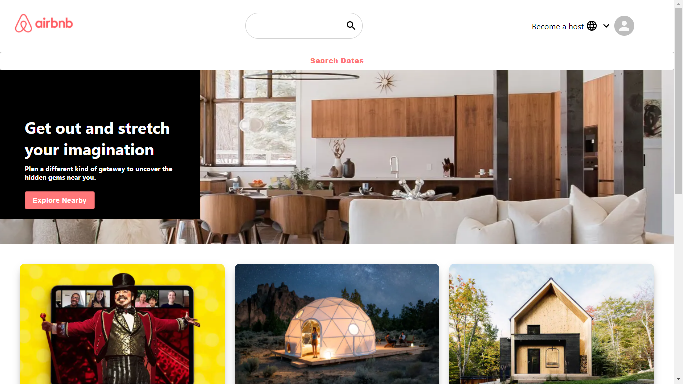 airbnb
Become a host
Search Dates
Get out and stretch
your imagination
Plan a different kind of getaway to uncover the
hidden gems near you.
Explore Nearby